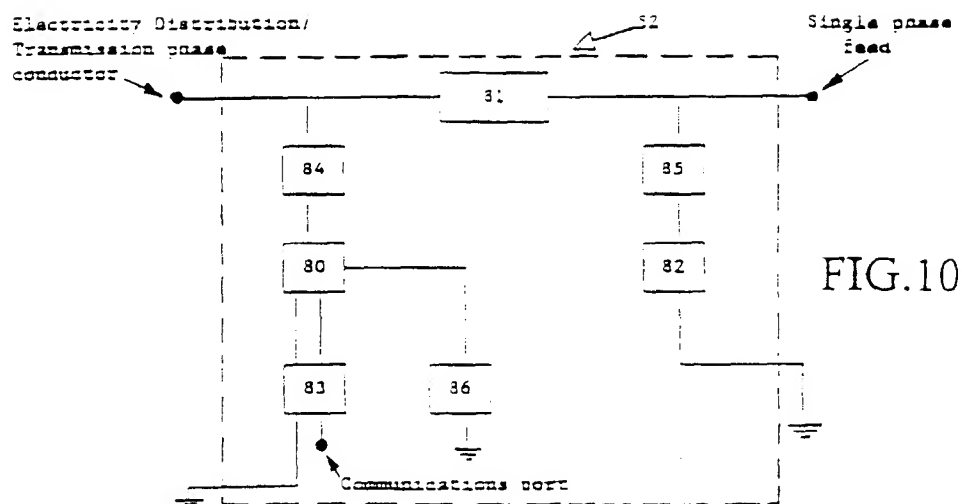 Electricity Distribution/
Transmission phase
conductor
52
Single phase
feed
81
84
85
80
82
FIG.10
83
86
Communications port